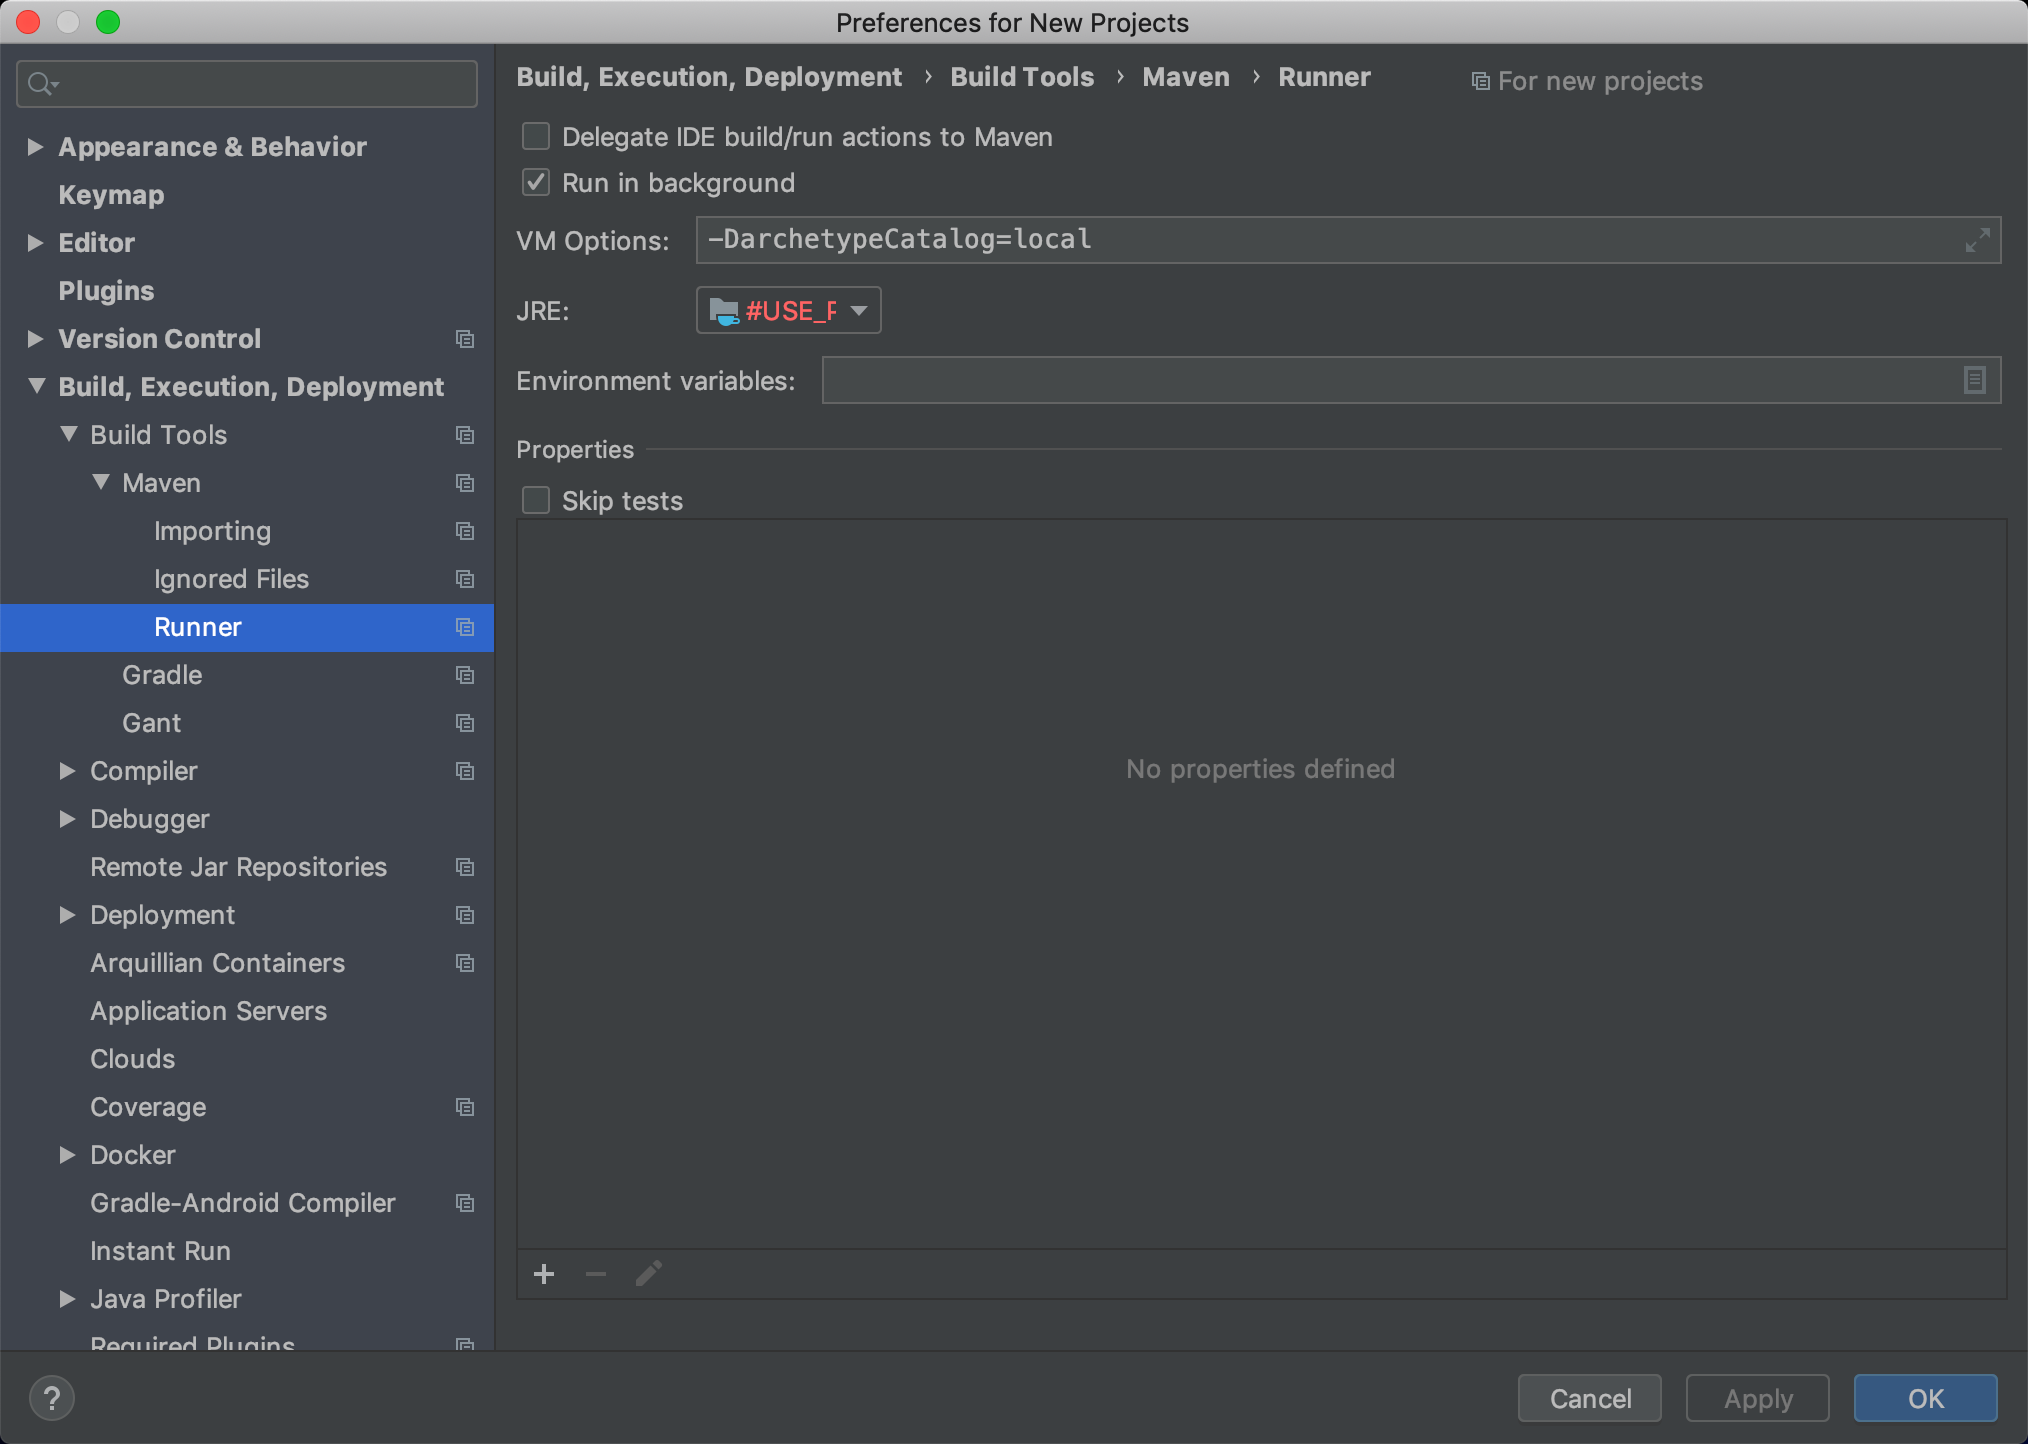 Preferences for New Projects
Appearance & Behavior
Keymap
Editor
Plugins
Version Control
Build, Execution, Deployment
Build Tools
Maven
Importing
Ignored Files
Runner
Gradle
Gant
Compiler
Debugger
Remote Jar Repositories
Deployment
Arquillian Containers
Application Servers
Clouds
Coverage
Docker
Gradle-Android Compiler
Instant Run
Java Profiler
Required Plugins
Build, Execution, Deployment › Build Tools › Maven › Runner For new projects
Delegate IDE build/run actions to Maven
Run in background
VM Options: -DarchetypeCatalog=local
JRE: #USE_P
Environment variables:
Properties
Skip tests
No properties defined
? Cancel Apply OK